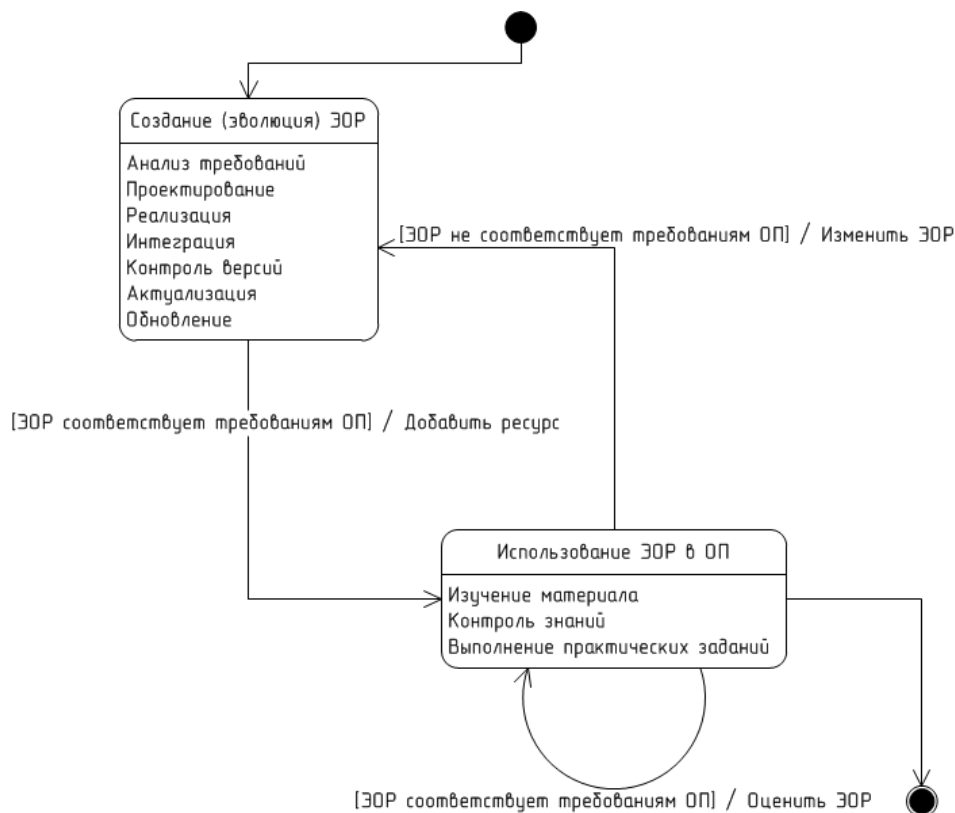 Создание (эволюция) ЭОР
Анализ требований
Проектирование
Реализация
Интеграция
Контроль версий
Актуализация
Обновление
[ЭОР не соответствует требованиям ОП] / Изменить ЭОР
[ЭОР соответствует требованиям ОП] / Добавить ресурс
Использование ЭОР в ОП
Изучение материала
Контроль знаний
Выполнение практических заданий
[ЭОР соответствует требованиям ОП] / Оценить ЭОР